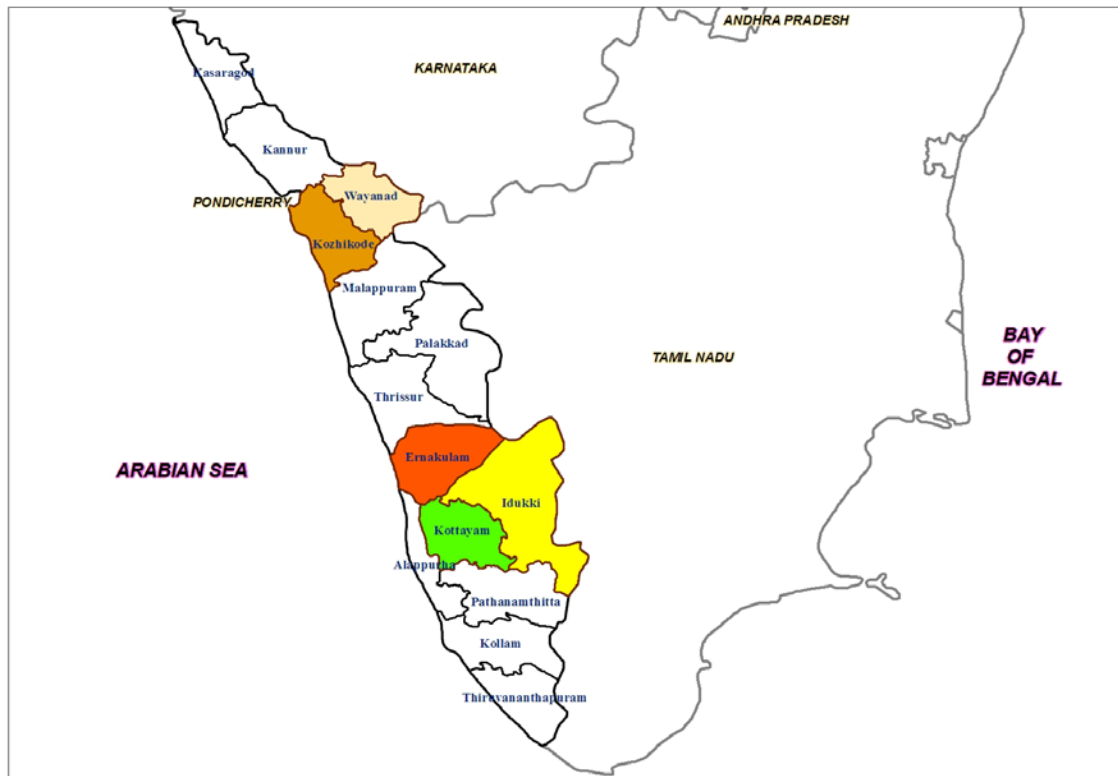 ANDHRA PRADESH
KARNATAKA
Kasaragod
Kannur
Wayanad
PONDICHERRY
Kozhikode
Malappuram
Palakkad
TAMIL NADU
BAY
OF
BENGAL
Thrissur
Ernakulam
ARABIAN SEA
Idukki
Kottayam
Alappuzha
Pathanamthitta
Kollam
Thiruvananthapuram